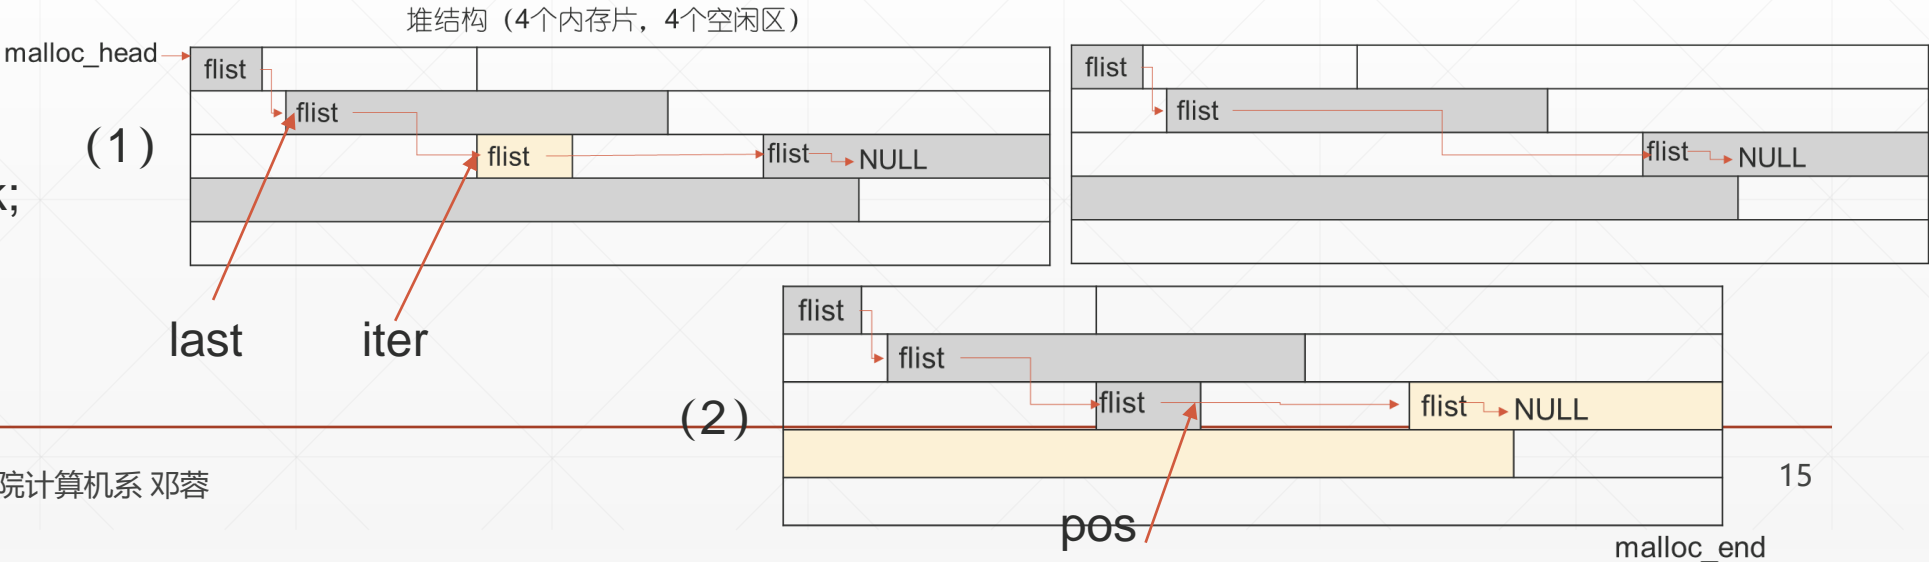 堆结构（4个内存片，4个空闲区）
malloc_head
flist
flist
(1)
flist
flist
NULL
k;
last
iter
flist
flist
flist
NULL
flist
flist
(2)
flist
flist
NULL
院计算机系 邓蓉
15
pos
malloc_end